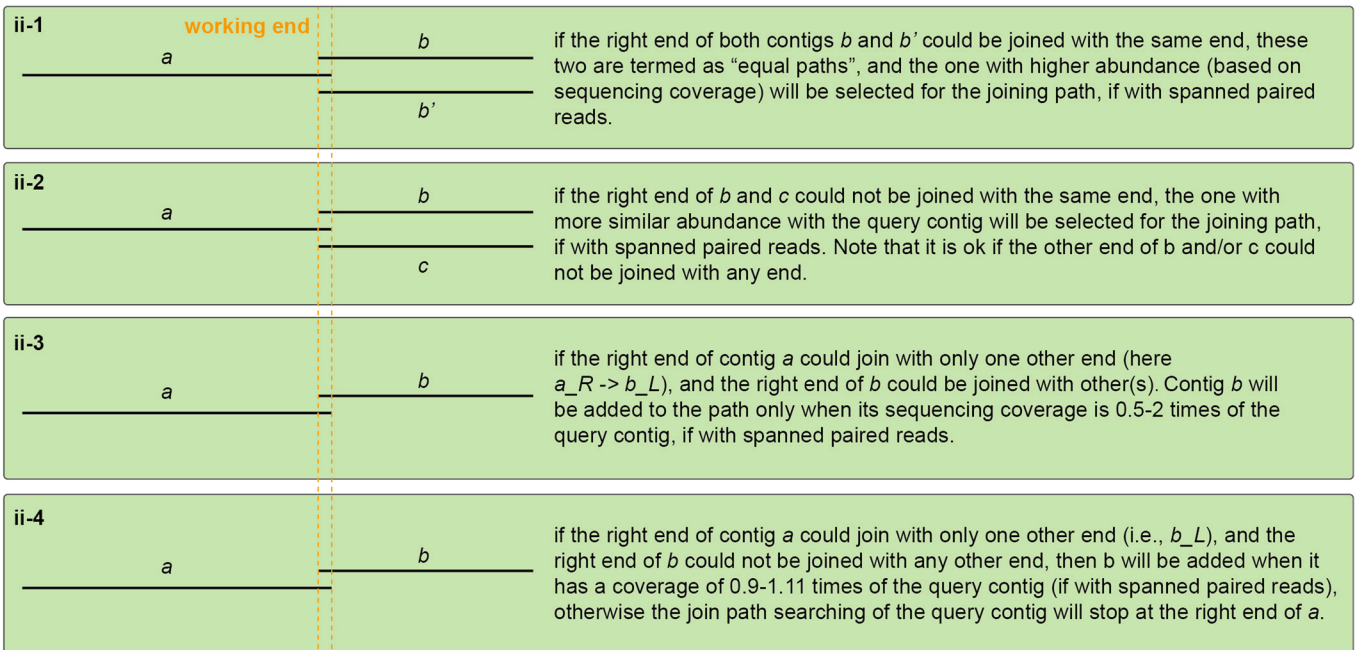 ii-1
working end
a
b
b’
if the right end of both contigs b and b’ could be joined with the same end, these
two are termed as “equal paths”, and the one with higher abundance (based on
sequencing coverage) will be selected for the joining path, if with spanned paired
reads.
ii-2
a
b
c
if the right end of b and c could not be joined with the same end, the one with
more similar abundance with the query contig will be selected for the joining path,
if with spanned paired reads. Note that it is ok if the other end of b and/or c could
not be joined with any end.
ii-3
a
b
if the right end of contig a could join with only one other end (here
a_R -> b_L), and the right end of b could be joined with other(s). Contig b will
be added to the path only when its sequencing coverage is 0.5-2 times of the
query contig, if with spanned paired reads.
ii-4
a
b
if the right end of contig a could join with only one other end (i.e., b_L), and the
right end of b could not be joined with any other end, then b will be added when it
has a coverage of 0.9-1.11 times of the query contig (if with spanned paired reads),
otherwise the join path searching of the query contig will stop at the right end of a.